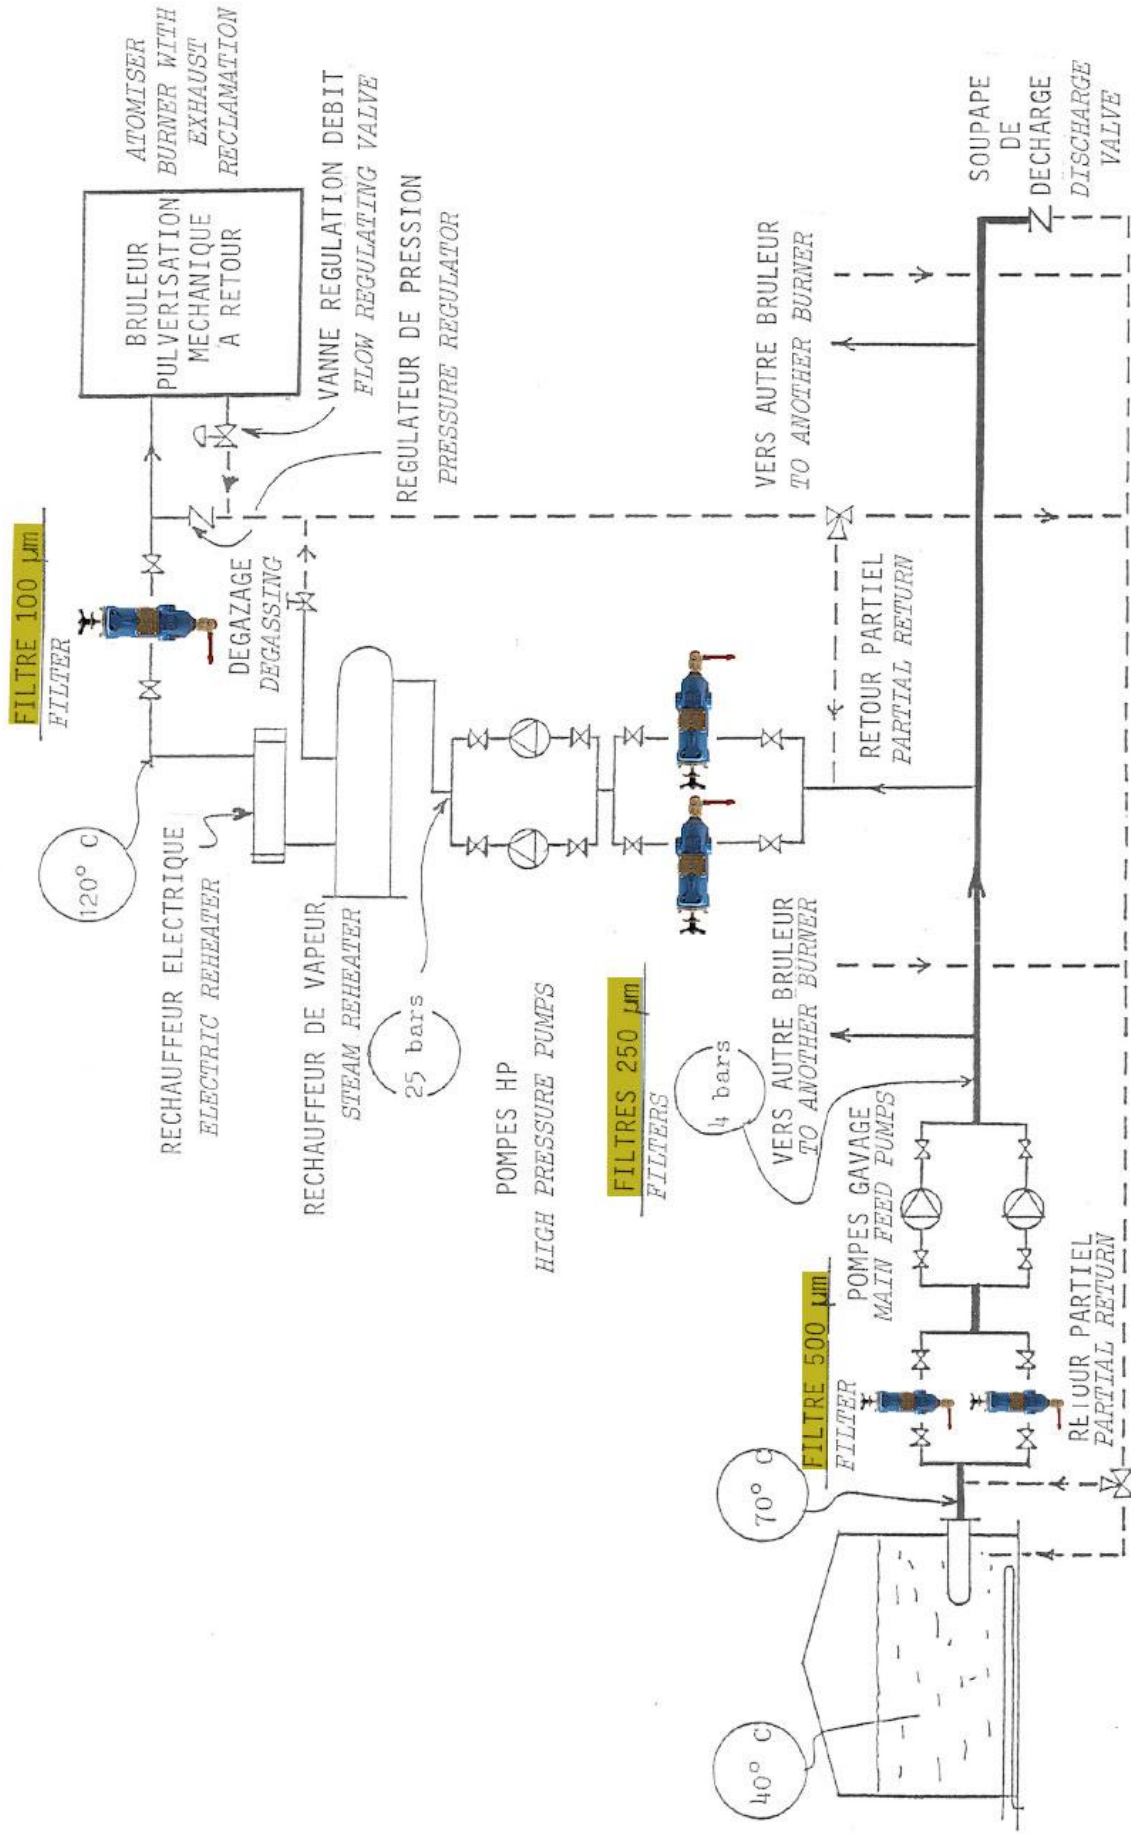 FILTRE 100 µm
FILTER
ATOMISER
BURNER WITH
EXHAUST
RECLAMATION
BRULEUR
PULVERISATION
MECHANIQUE
A RETOUR
120° C
RECHAUFFEUR ELECTRIQUE
ELECTRIC REHEATER
DEGAZAGE
DEGASSING
VANNE REGULATION DEBIT
FLOW REGULATING VALVE
REGULATEUR DE PRESSION
PRESSURE REGULATOR
RECHAUFFEUR DE VAPEUR
STEAM REHEATER
25 bars
POMPES HP
HIGH PRESSURE PUMPS
FILTRES 250 µm
FILTERS
4 bars
VERS AUTRE BRULEUR
TO ANOTHER BURNER
RETOUR PARTIEL
PARTIAL RETURN
VERS AUTRE BRULEUR
TO ANOTHER BURNER
SOUPAPE
DE
DECHARGE
DISCHARGE
VALVE
40° C
70° C
FILTRE 500 µm
FILTER
POMPES GAVAGE
MAIN FEED PUMPS
RETOUR PARTIEL
PARTIAL RETURN